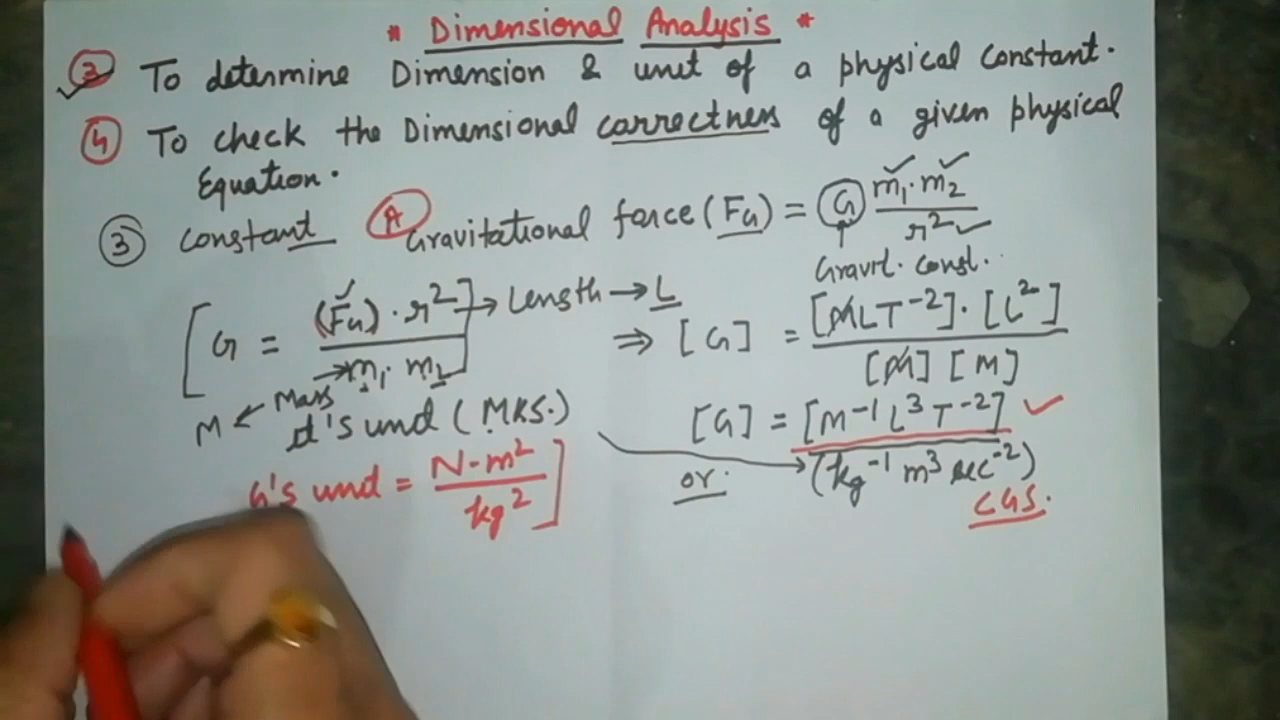 * Dimensional Analysis *
③ To determine Dimension & unit of a physical constant.
④ To check the Dimensional correctness of a given physical
Equation.
③ constant Ⓐ Gravitational force (FG) = G m1·m2 / r²
Gravit. const.
[G = (FG)·r² / m1 m2] → Length → L
M ← Mass
⇒ [G] = [MLT⁻²]·[L²] / [M] [M]
[G] = [M⁻¹ L³ T⁻²] ✓
G's unit (MKS.)
G's unit = N-m² / kg²]
or (kg⁻¹ m³ sec⁻²)
CGS.